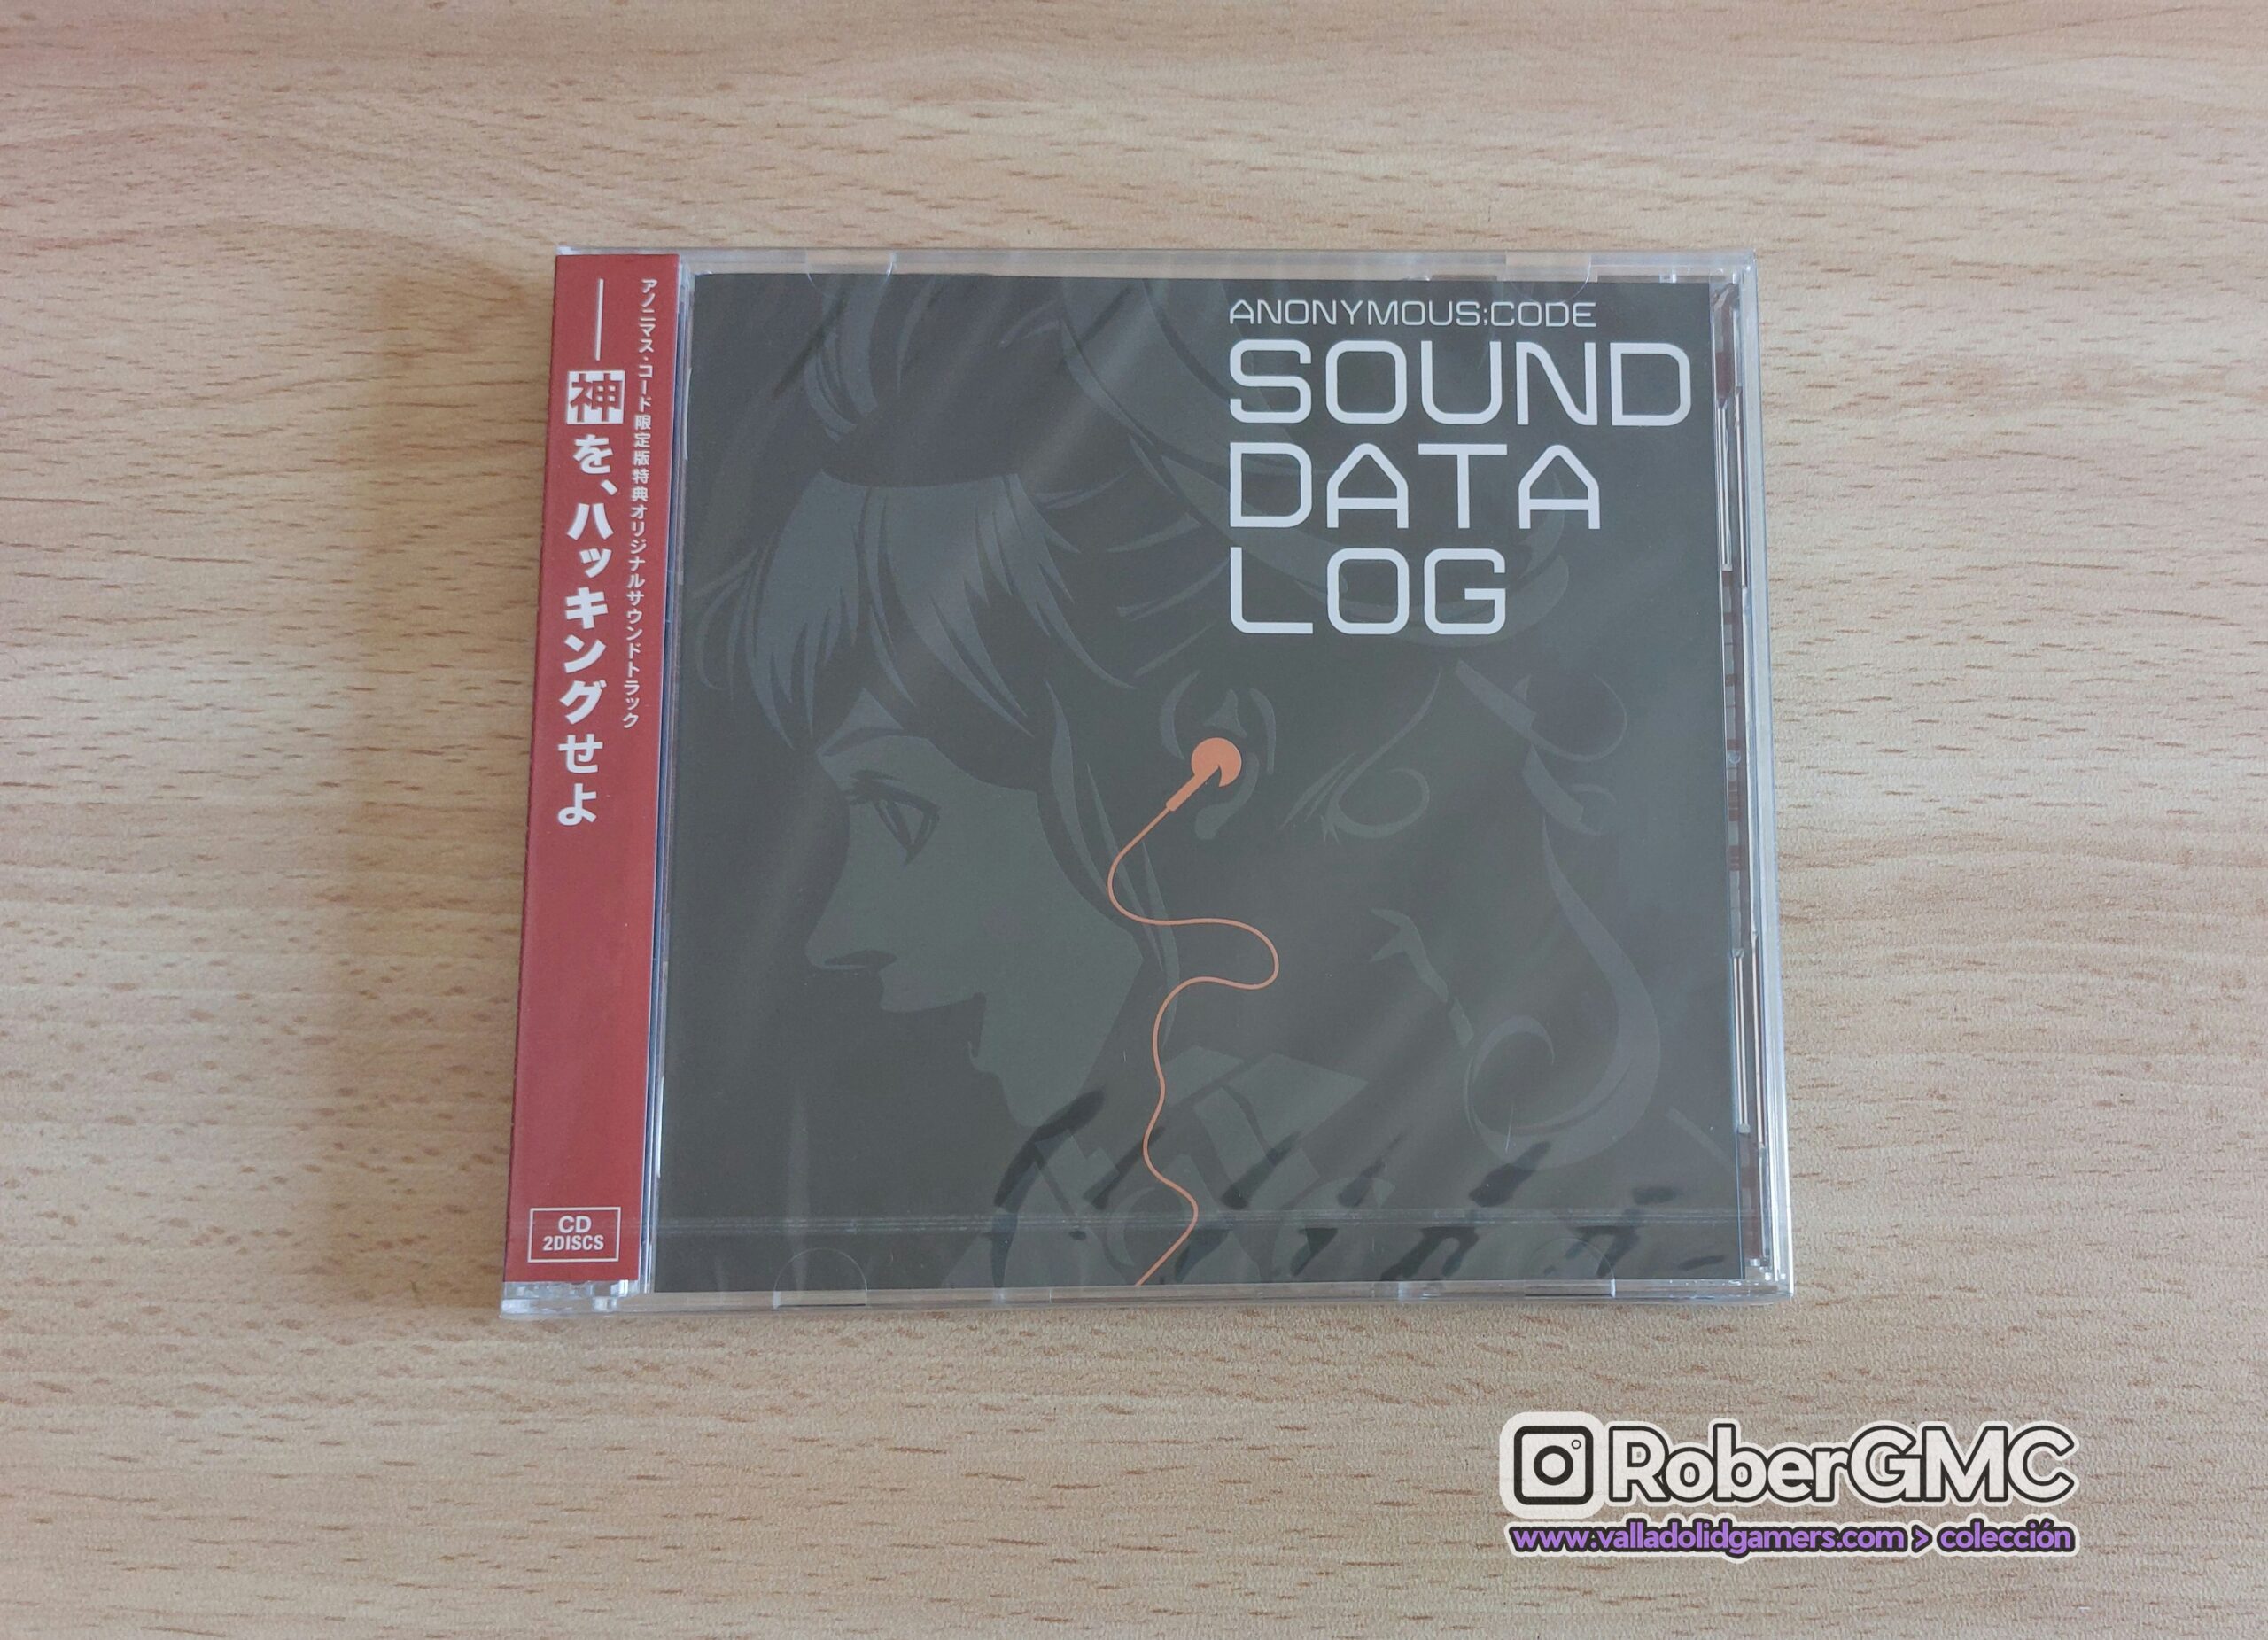 アノニマス・コード限定版特典オリジナルサウンドトラック
──神を、ハッキングせよ
CD
2DISCS
ANONYMOUS;CODE
SOUND
DATA
LOG
RoberGMC
www.valladolidgamers.com > colección